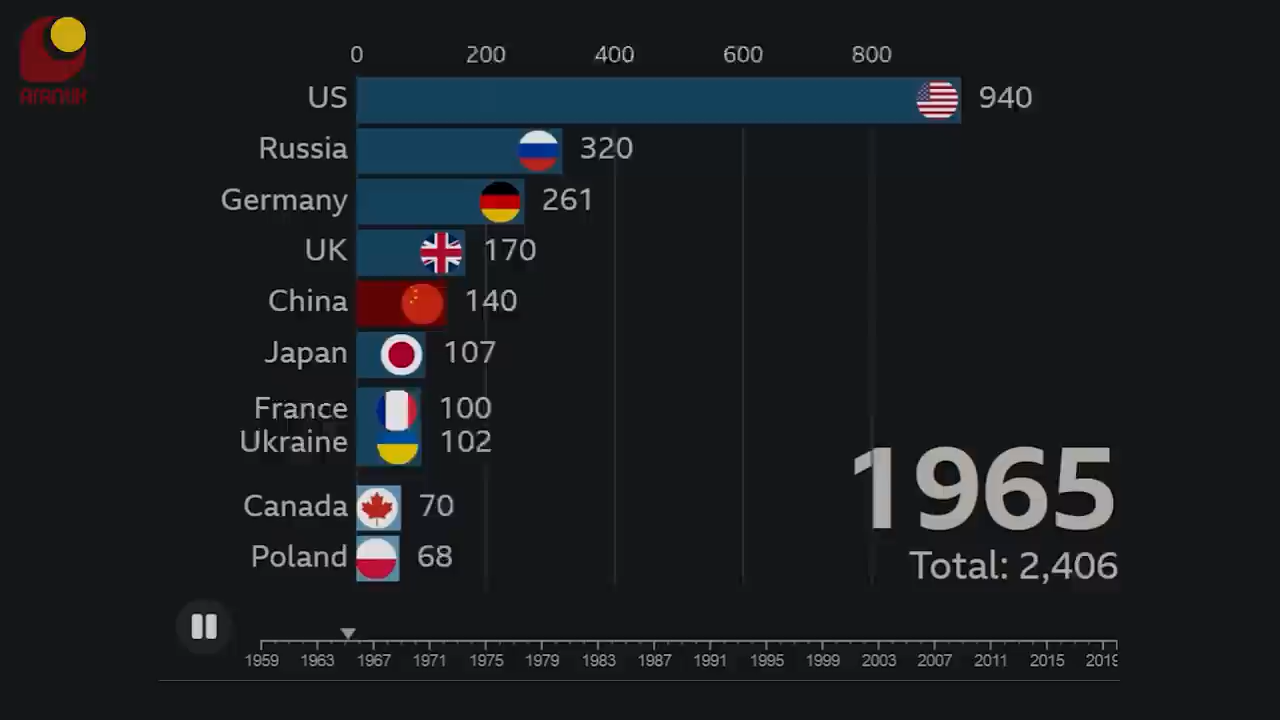 0 200 400 600 800
US 940
Russia 320
Germany 261
UK 170
China 140
Japan 107
France 100
Ukraine 102
Canada 70
Poland 68
1965
Total: 2,406
1959 1963 1967 1971 1975 1979 1983 1987 1991 1995 1999 2003 2007 2011 2015 2019